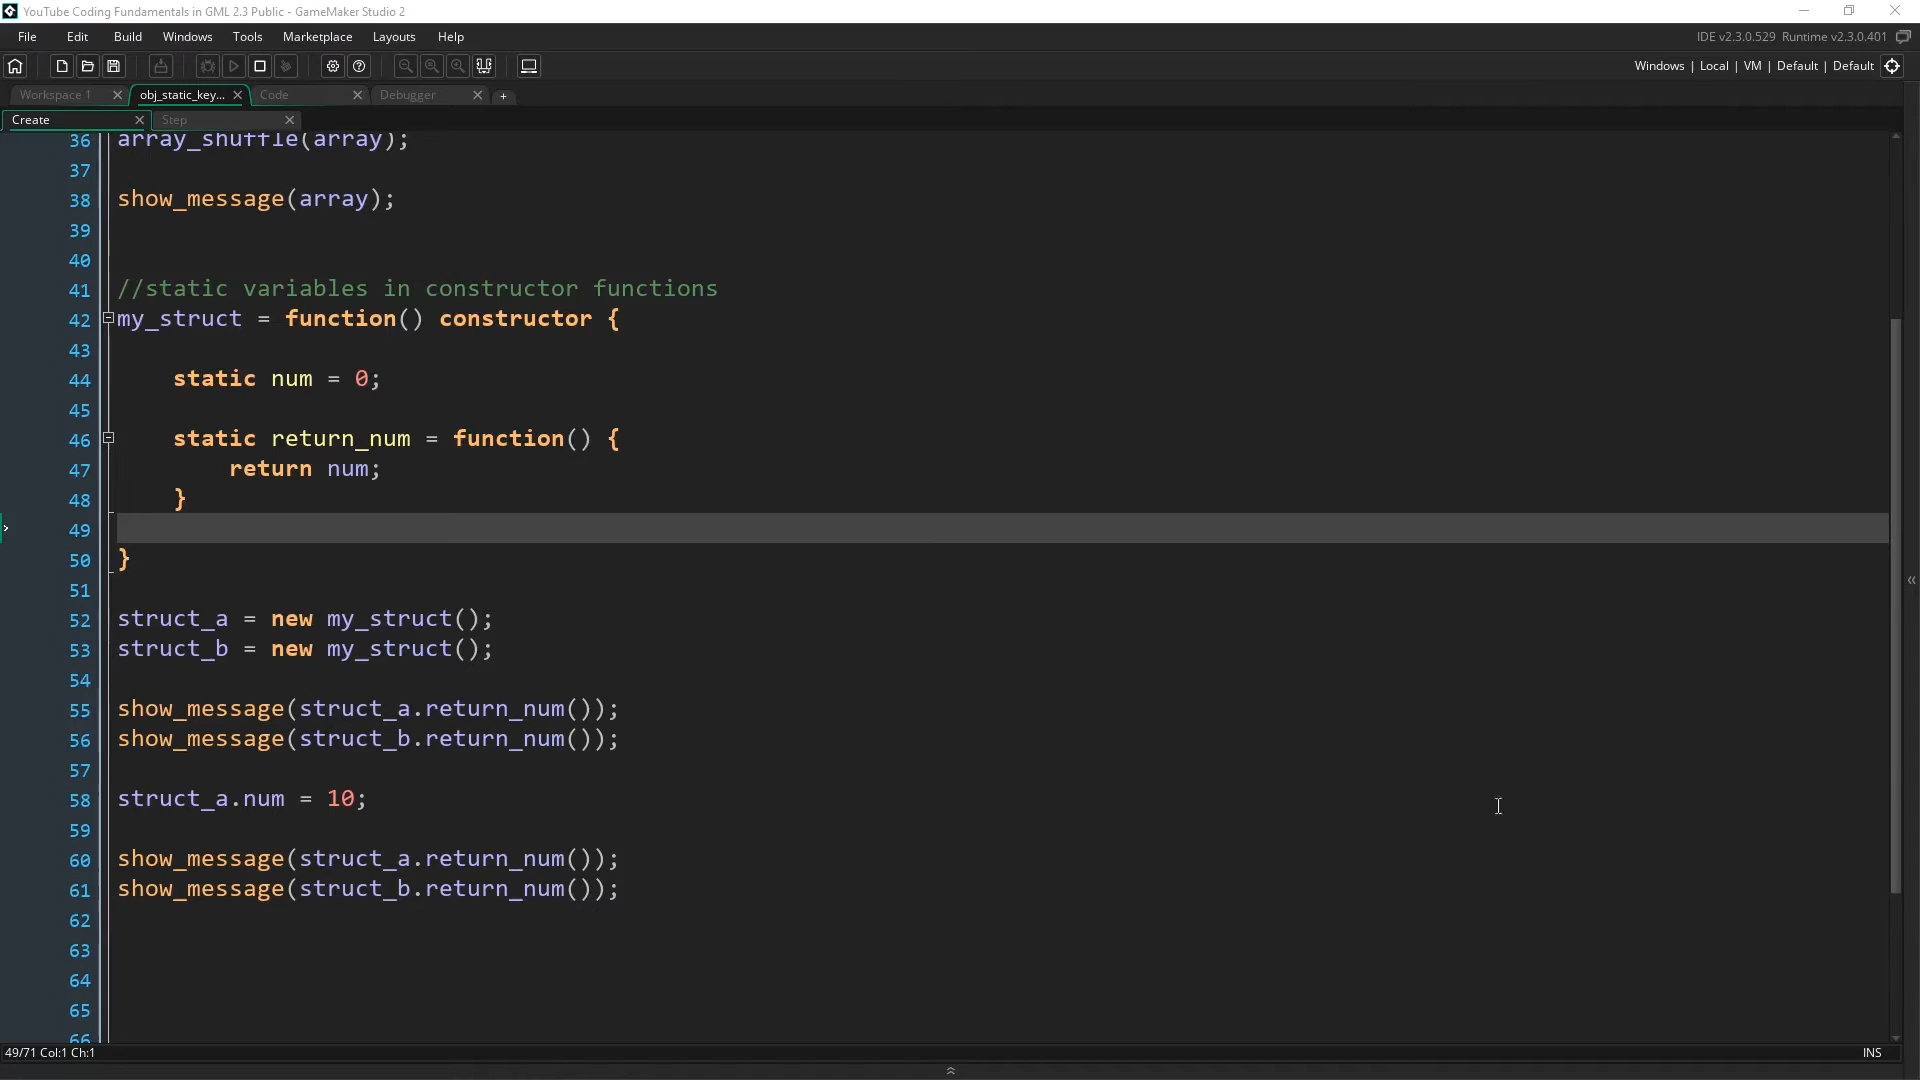 YouTube Coding Fundamentals in GML 2.3 Public - GameMaker Studio 2
File Edit Build Windows Tools Marketplace Layouts Help
IDE v2.3.0.529 Runtime v2.3.0.401
Windows | Local | VM | Default | Default
Workspace 1 obj_static_key... Code Debugger +
Create Step
36 array_shuffle(array);
37
38 show_message(array);
39
40
41 //static variables in constructor functions
42 my_struct = function() constructor {
43
44 static num = 0;
45
46 static return_num = function() {
47 return num;
48 }
49
50 }
51
52 struct_a = new my_struct();
53 struct_b = new my_struct();
54
55 show_message(struct_a.return_num());
56 show_message(struct_b.return_num());
57
58 struct_a.num = 10;
59
60 show_message(struct_a.return_num());
61 show_message(struct_b.return_num());
62
63
64
65
66
49/71 Col:1 Ch:1 INS